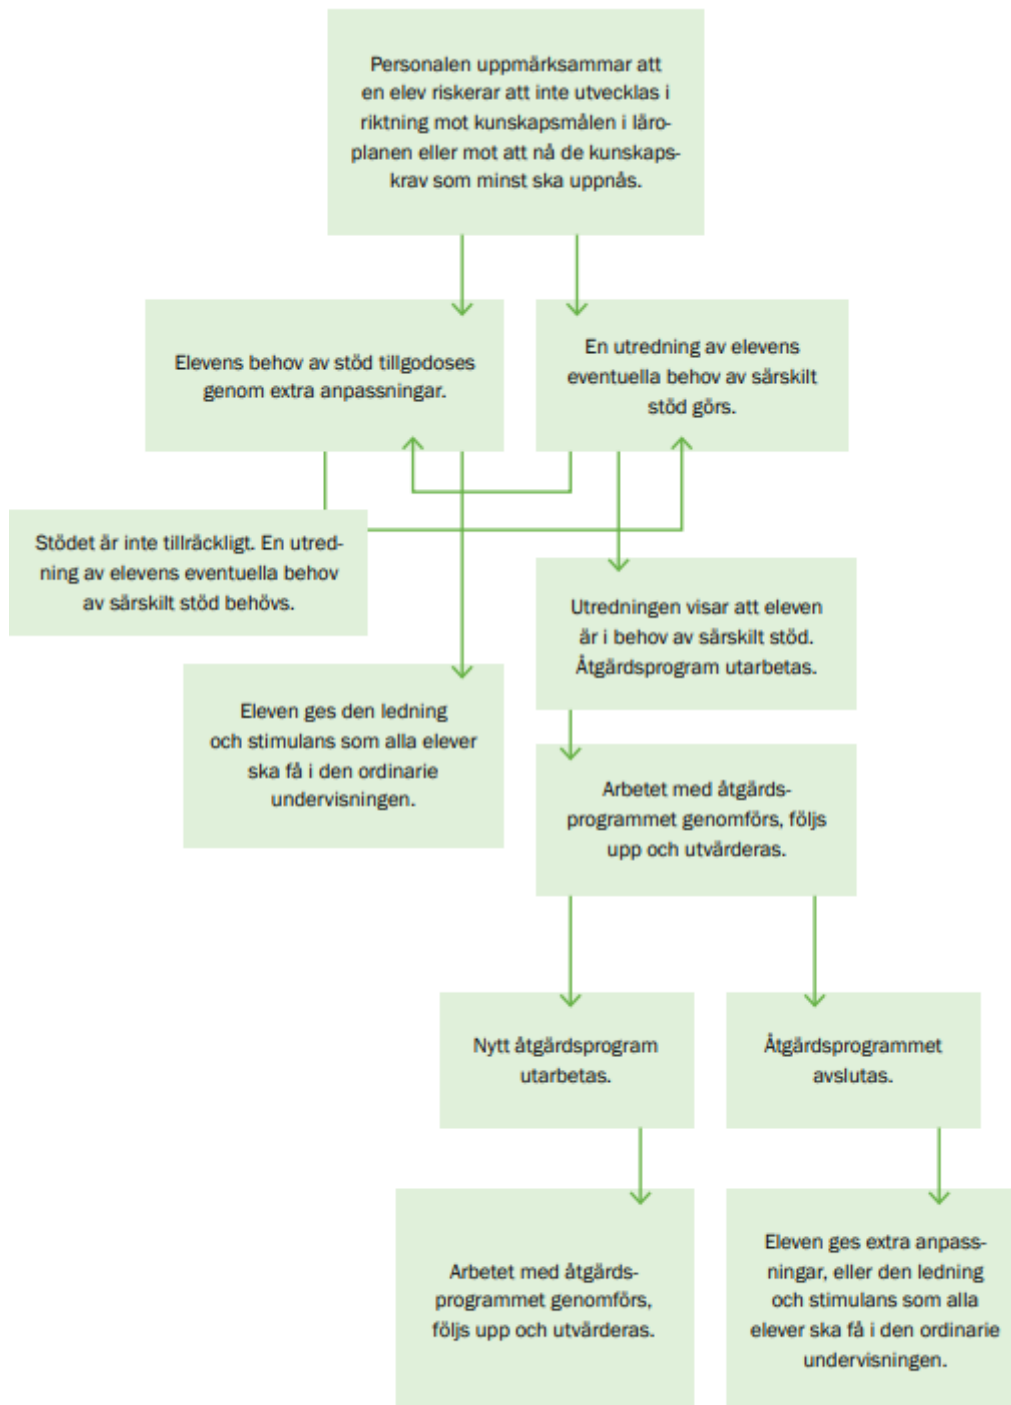 Personalen uppmärksammar att
en elev riskerar att inte utvecklas i
riktning mot kunskapsmålen i läro-
planen eller mot att nå de kunskaps-
krav som minst ska uppnås.
Elevens behov av stöd tillgodoses
genom extra anpassningar.
En utredning av elevens
eventuella behov av särskilt
stöd görs.
Stödet är inte tillräckligt. En utred-
ning av elevens eventuella behov
av särskilt stöd behövs.
Utredningen visar att eleven
är i behov av särskilt stöd.
Åtgärdsprogram utarbetas.
Eleven ges den ledning
och stimulans som alla elever
ska få i den ordinarie
undervisningen.
Arbetet med åtgärds-
programmet genomförs, följs
upp och utvärderas.
Nytt åtgärdsprogram
utarbetas.
Åtgärdsprogrammet
avslutas.
Arbetet med åtgärds-
programmet genomförs,
följs upp och utvärderas.
Eleven ges extra anpass-
ningar, eller den ledning
och stimulans som alla
elever ska få i den ordinarie
undervisningen.